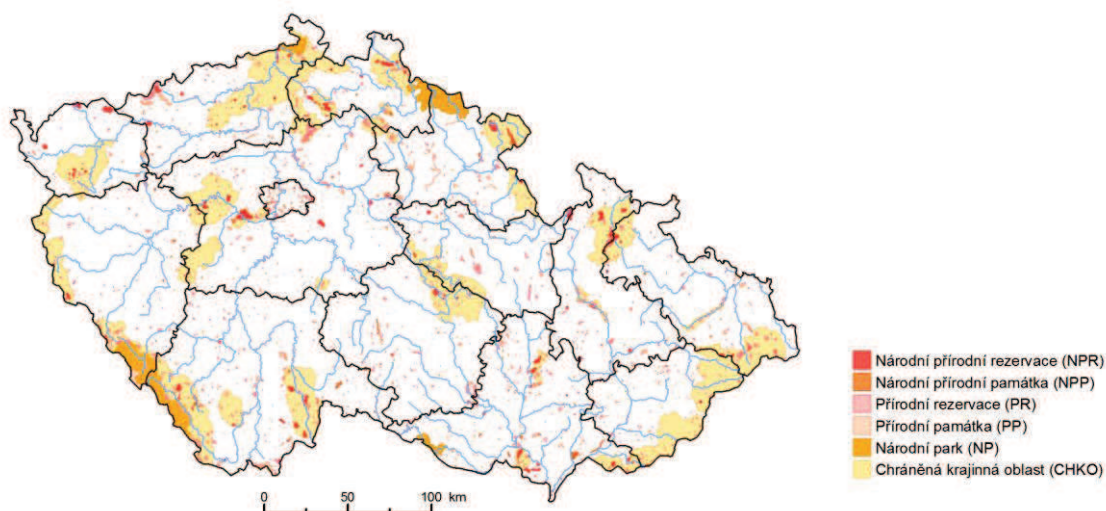 Národní přírodní rezervace (NPR)
Národní přírodní památka (NPP)
Přírodní rezervace (PR)
Přírodní památka (PP)
Národní park (NP)
Chráněná krajinná oblast (CHKO)
0 50 100 km